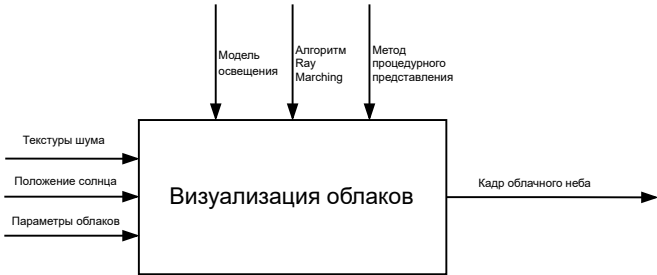 Модель
освещения
Алгоритм
Ray
Marching
Метод
процедурного
представления
Текстуры шума
Положение солнца
Параметры облаков
Визуализация облаков
Кадр облачного неба